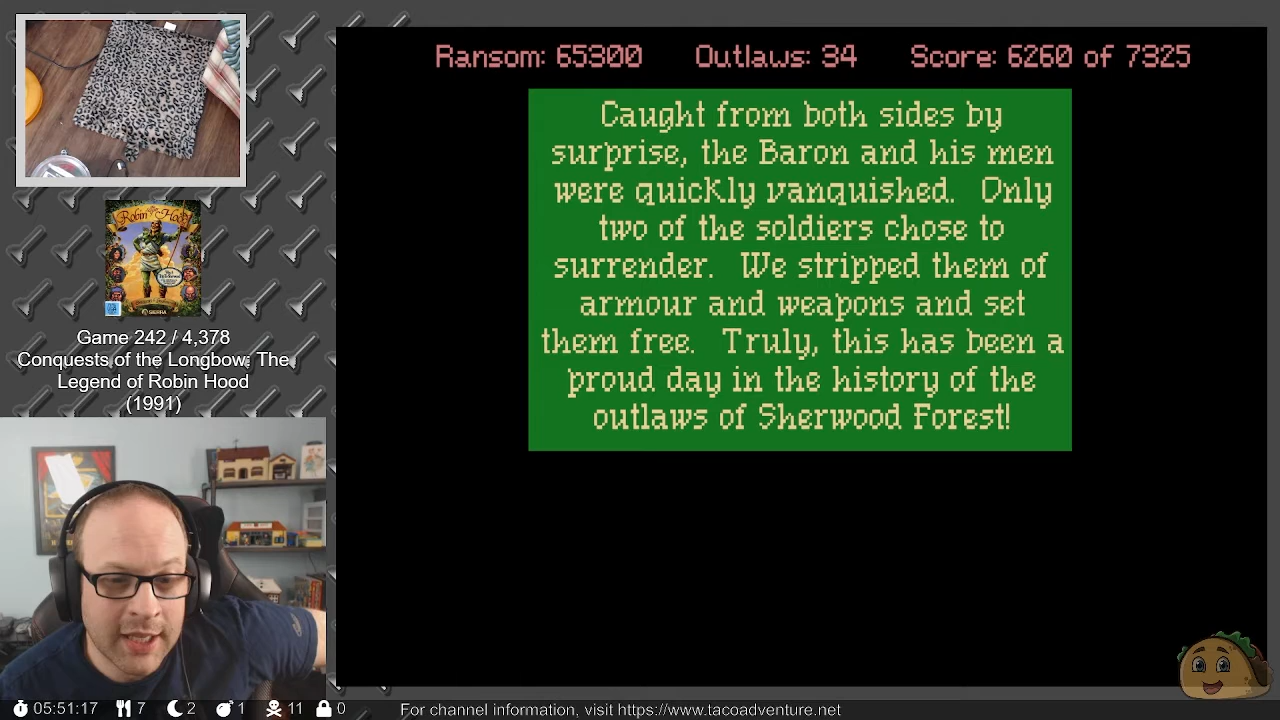 Ransom: 65300 Outlaws: 34 Score: 6260 of 7325
Caught from both sides by
surprise, the Baron and his men
were quickly vanquished. Only
two of the soldiers chose to
surrender. We stripped them of
armour and weapons and set
them free. Truly, this has been a
proud day in the history of the
outlaws of Sherwood Forest!
Robin Hood
SIERRA
Game 242 / 4,378
Conquests of the Longbow: The
Legend of Robin Hood
(1991)
05:51:17 7 2 1 11 0 For channel information, visit https://www.tacoadventure.net